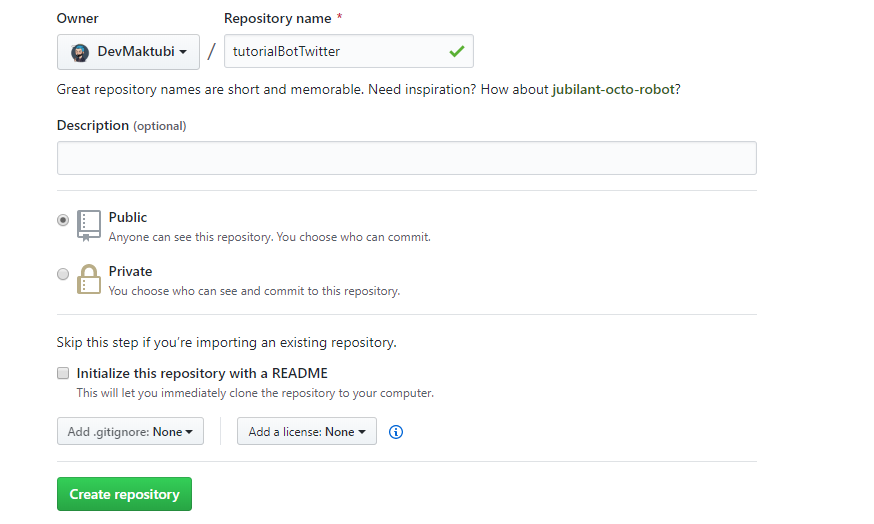 Owner Repository name *
DevMaktubi / tutorialBotTwitter
Great repository names are short and memorable. Need inspiration? How about jubilant-octo-robot?
Description (optional)
Public
Anyone can see this repository. You choose who can commit.
Private
You choose who can see and commit to this repository.
Skip this step if you’re importing an existing repository.
Initialize this repository with a README
This will let you immediately clone the repository to your computer.
Add .gitignore: None Add a license: None
Create repository